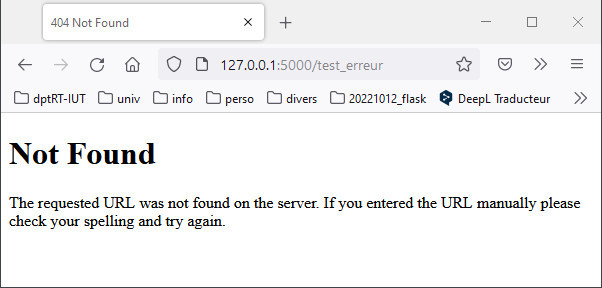 404 Not Found
127.0.0.1:5000/test_erreur
dptRT-IUT univ info perso divers 20221012_flask DeepL Traducteur
Not Found
The requested URL was not found on the server. If you entered the URL manually please
check your spelling and try again.